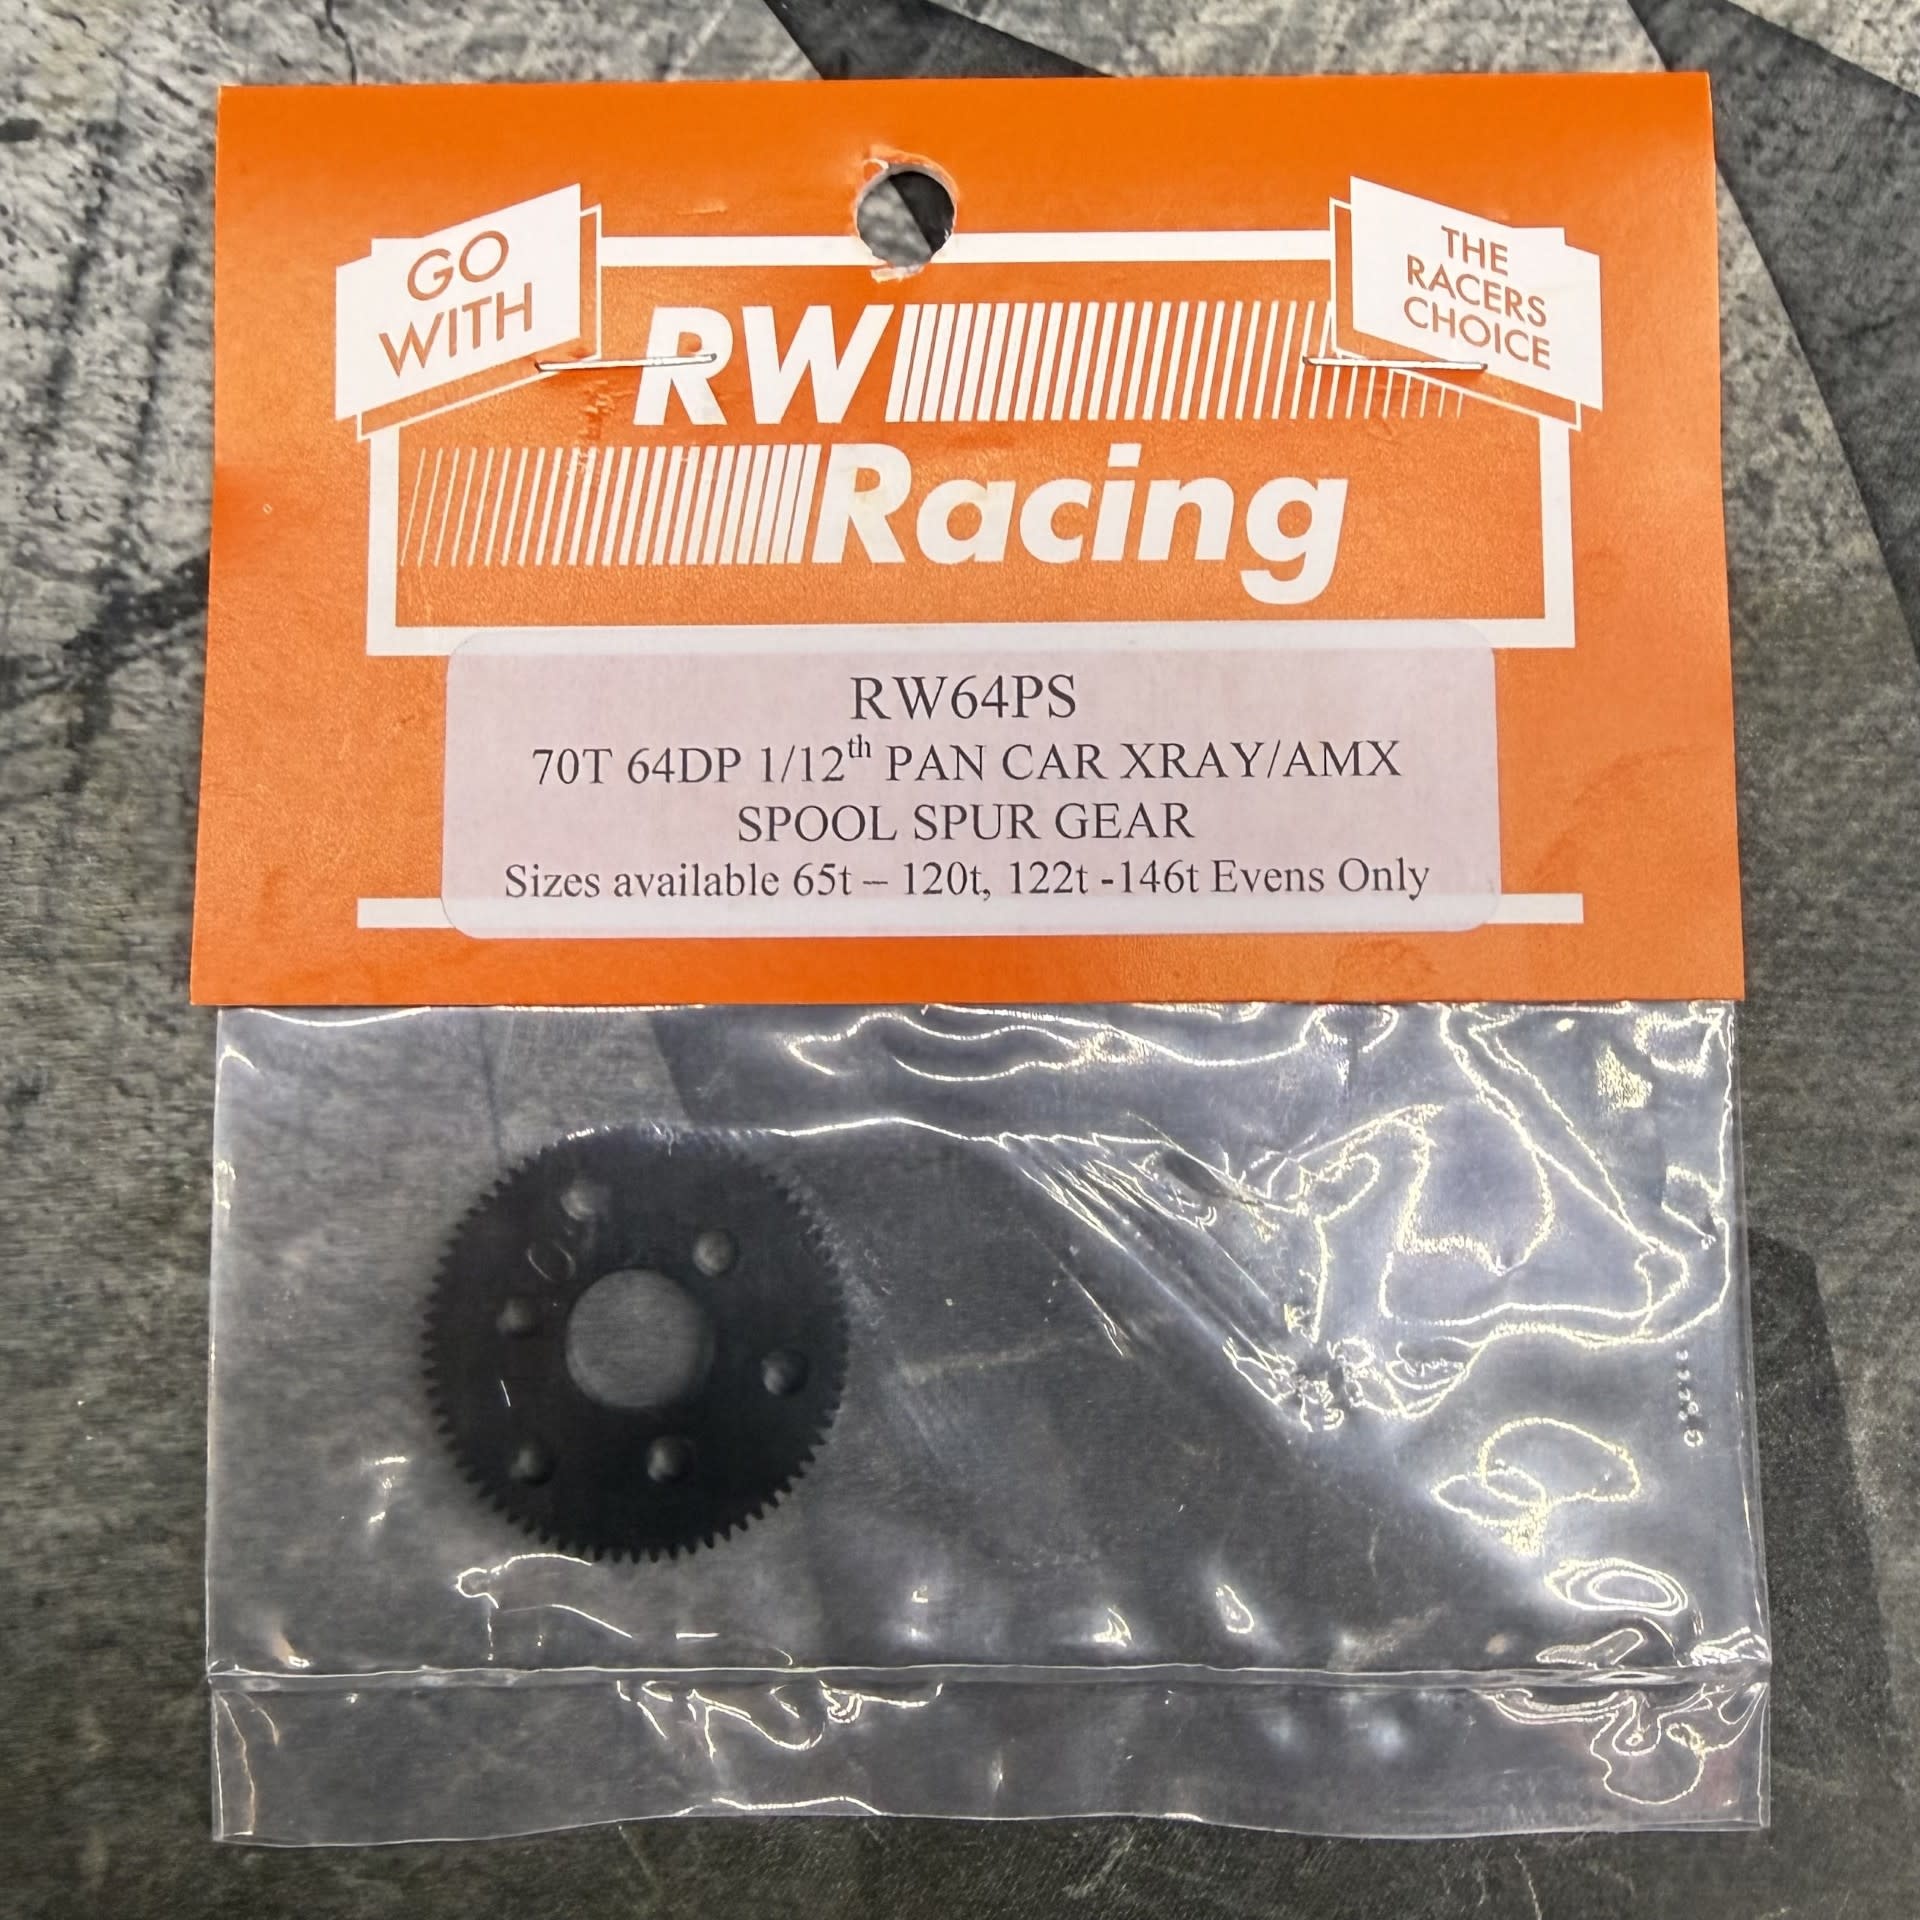 GO
WITH
THE
RACERS
CHOICE
RW
Racing
RW64PS
70T 64DP 1/12th PAN CAR XRAY/AMX
SPOOL SPUR GEAR
Sizes available 65t – 120t, 122t -146t Evens Only